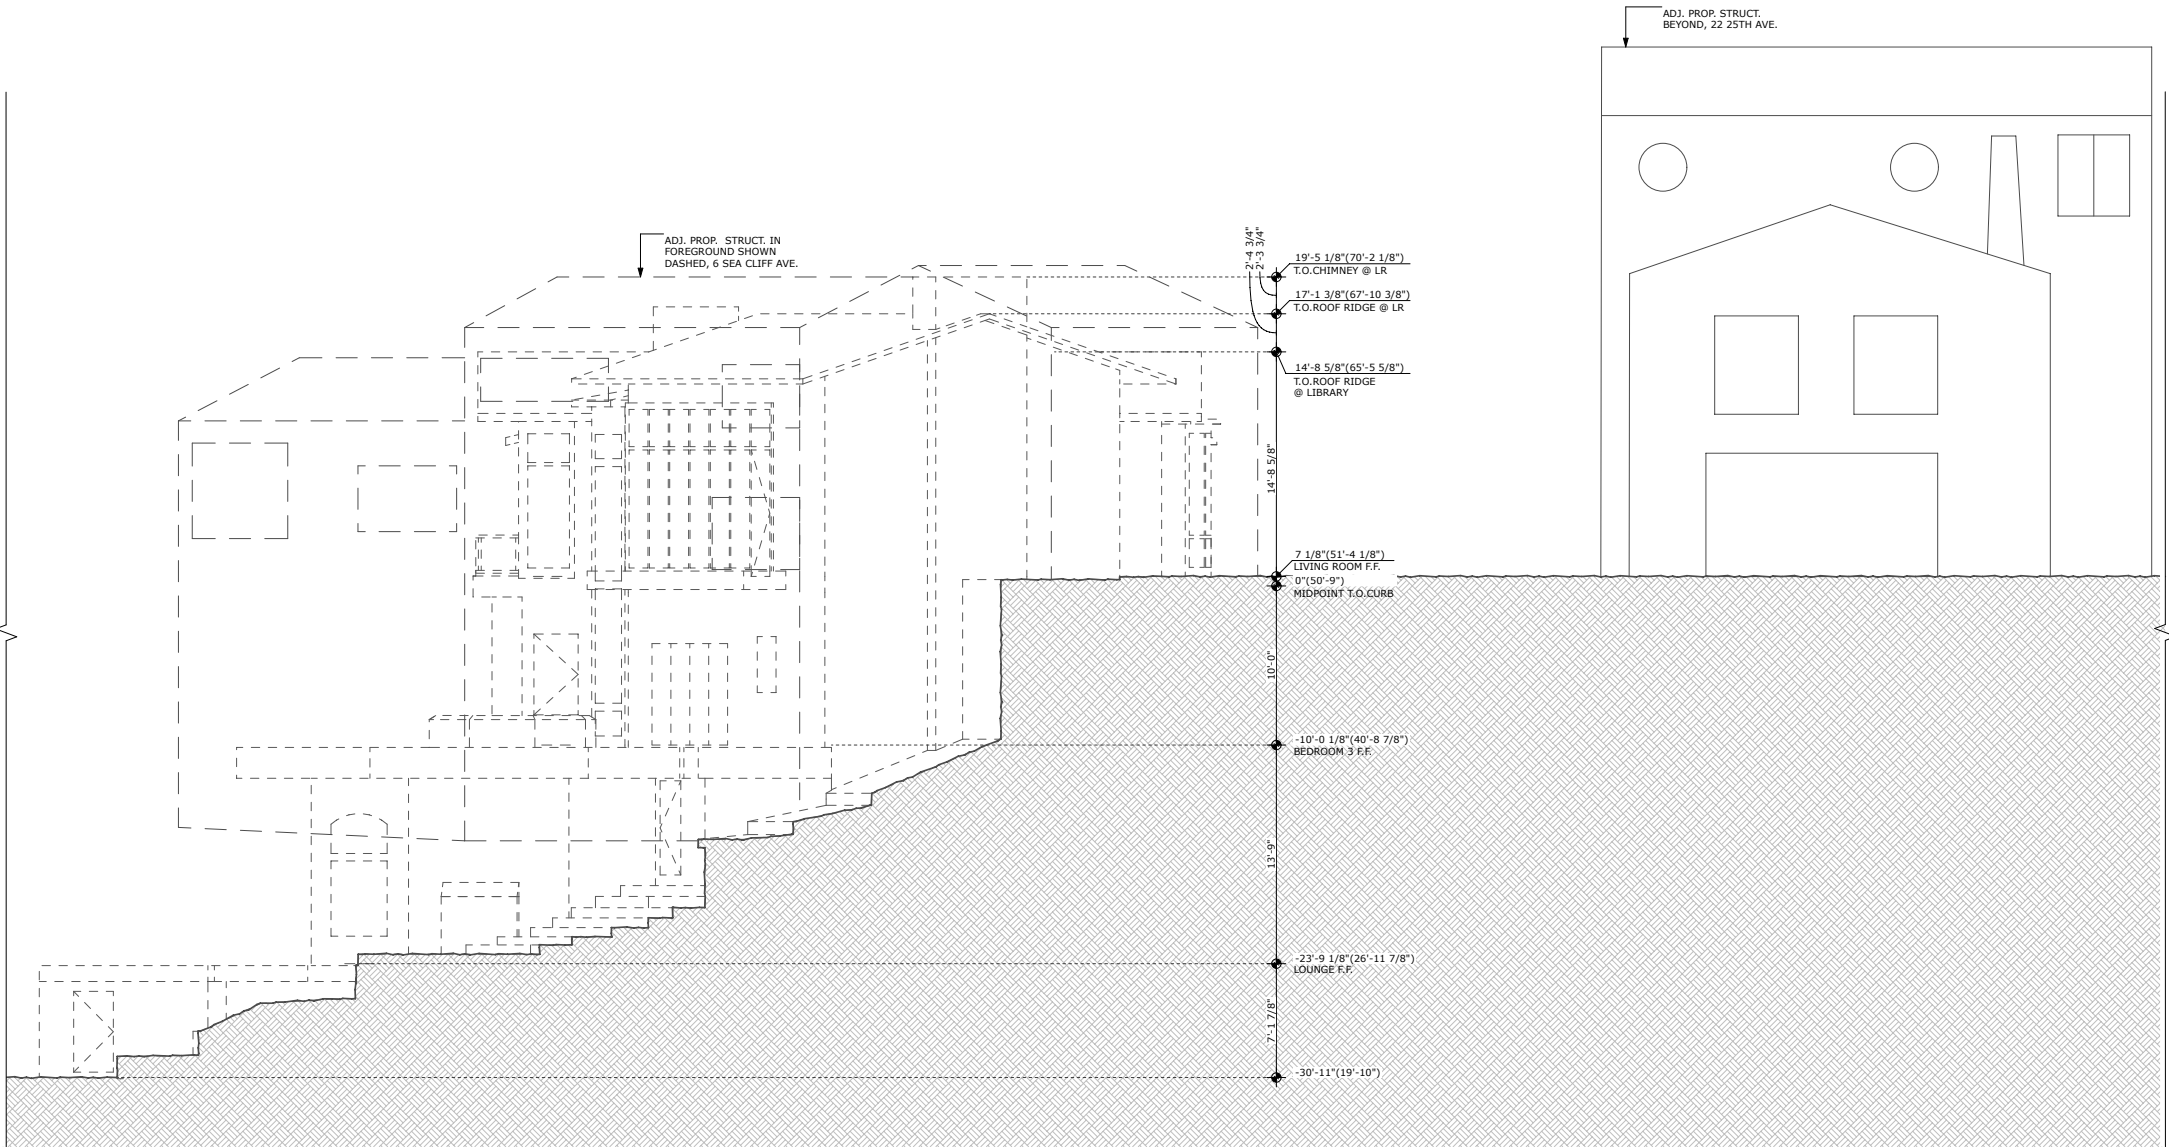 ADJ. PROP. STRUCT.
BEYOND, 22 25TH AVE.
ADJ. PROP. STRUCT. IN
FOREGROUND SHOWN
DASHED, 6 SEA CLIFF AVE.
2'-4 3/4"
2'-3 3/4"
19'-5 1/8"(70'-2 1/8")
T.O.CHIMNEY @ LR
17'-1 3/8"(67'-10 3/8")
T.O.ROOF RIDGE @ LR
14'-8 5/8"(65'-5 5/8")
T.O.ROOF RIDGE
@ LIBRARY
14'-8 5/8"
7 1/8"(51'-4 1/8")
LIVING ROOM F.F.
0"(50'-9")
MIDPOINT T.O.CURB
10'-0"
-10'-0 1/8"(40'-8 7/8")
BEDROOM 3 F.F.
13'-9"
-23'-9 1/8"(26'-11 7/8")
LOUNGE F.F.
7'-1 7/8"
-30'-11"(19'-10")